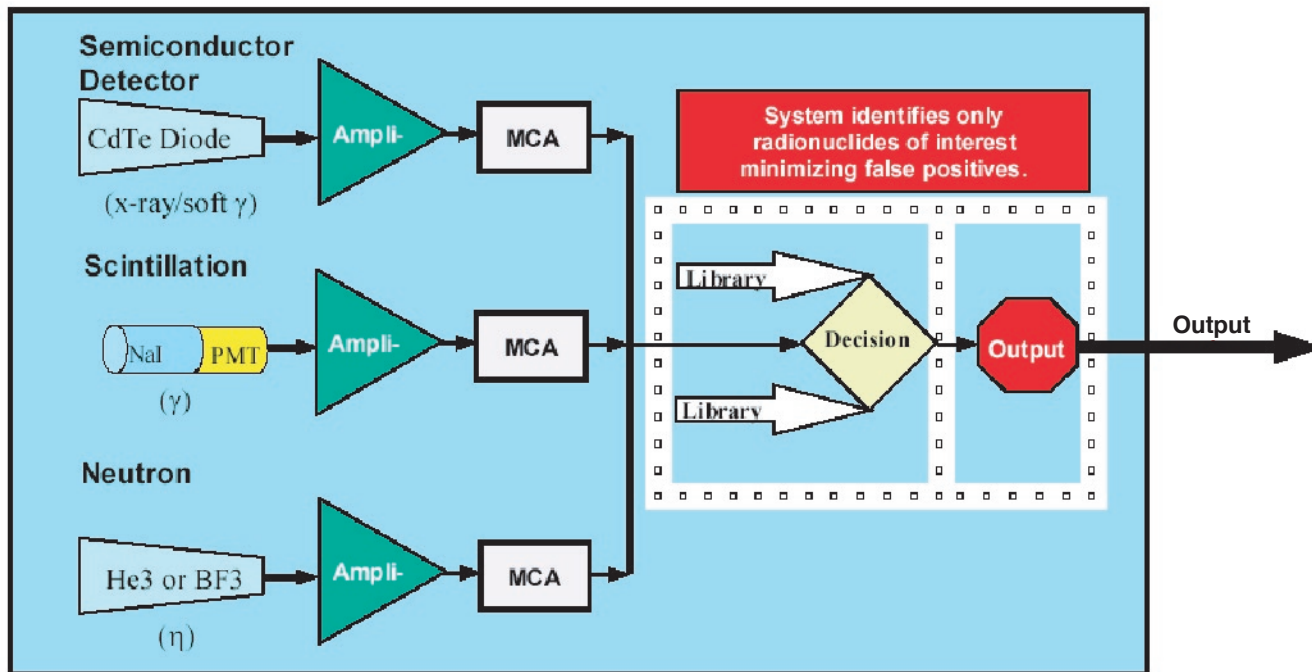 Semiconductor
Detector
CdTe Diode
Ampli-
MCA
(x-ray/soft γ)
System identifies only
radionuclides of interest
minimizing false positives.
Scintillation
NaI
PMT
Ampli-
MCA
(γ)
Library
Decision
Library
Output
Output
Neutron
He3 or BF3
Ampli-
MCA
(η)